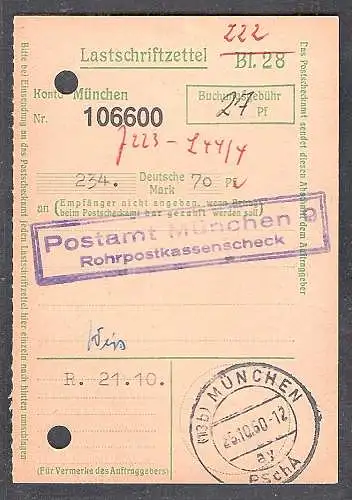 222
Lastschriftzettel Bl. 28
Konto München
Nr. 106600
Buchungsgebühr
27 Pf
234. Deutsche Mark 70 Pf
an (Empfänger nicht angeben, wenn Betrag
beim Postscheckamt bar gezahlt werden soll)
Postamt München 2
Rohrpostkassenscheck
R. 21.10.
(13b) MÜNCHEN
PSchA
(Für Vermerke des Auftraggebers)
Bitte bei Einsendung an das Postscheckamt jeden Lastschriftzettel hier einzeln nach hinten umschlagen
Das Postscheckamt sendet diesen Abschnitt dem Auftraggeber